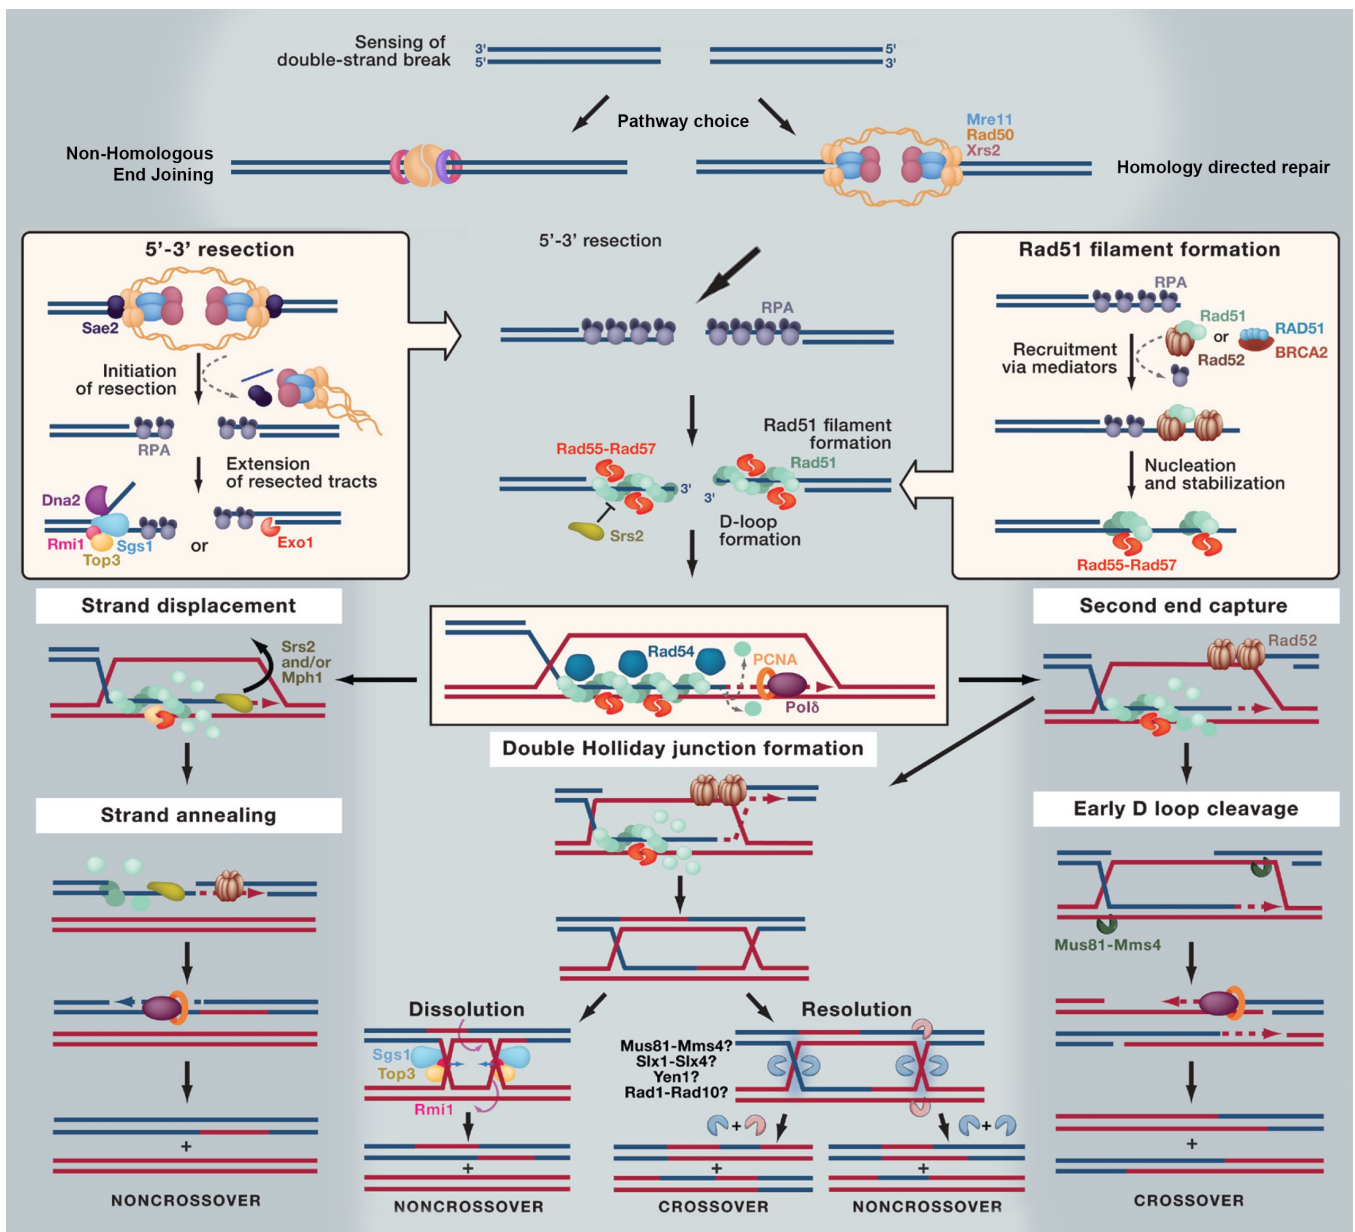 Sensing of
double-strand break
3'
5'
5'
3'
Pathway choice
Non-Homologous
End Joining
Mre11
Rad50
Xrs2
Homology directed repair
5'-3' resection
Sae2
Initiation
of resection
RPA
Extension
of resected tracts
Dna2
Rmi1
Sgs1
Top3
or
Exo1
5'-3' resection
RPA
Rad55-Rad57
Rad51 filament
formation
Rad51
3'
3'
Srs2
D-loop
formation
Rad51 filament formation
RPA
Rad51
or
RAD51
Rad52
BRCA2
Recruitment
via mediators
Nucleation
and stabilization
Rad55-Rad57
Strand displacement
Srs2
and/or
Mph1
Rad54
PCNA
Polδ
Second end capture
Rad52
Double Holliday junction formation
Strand annealing
Early D loop cleavage
Mus81-Mms4
Dissolution
Sgs1
Top3
Rmi1
Resolution
Mus81-Mms4?
Slx1-Slx4?
Yen1?
Rad1-Rad10?
+
+
+
NONCROSSOVER
+
NONCROSSOVER
+
CROSSOVER
+
NONCROSSOVER
+
CROSSOVER